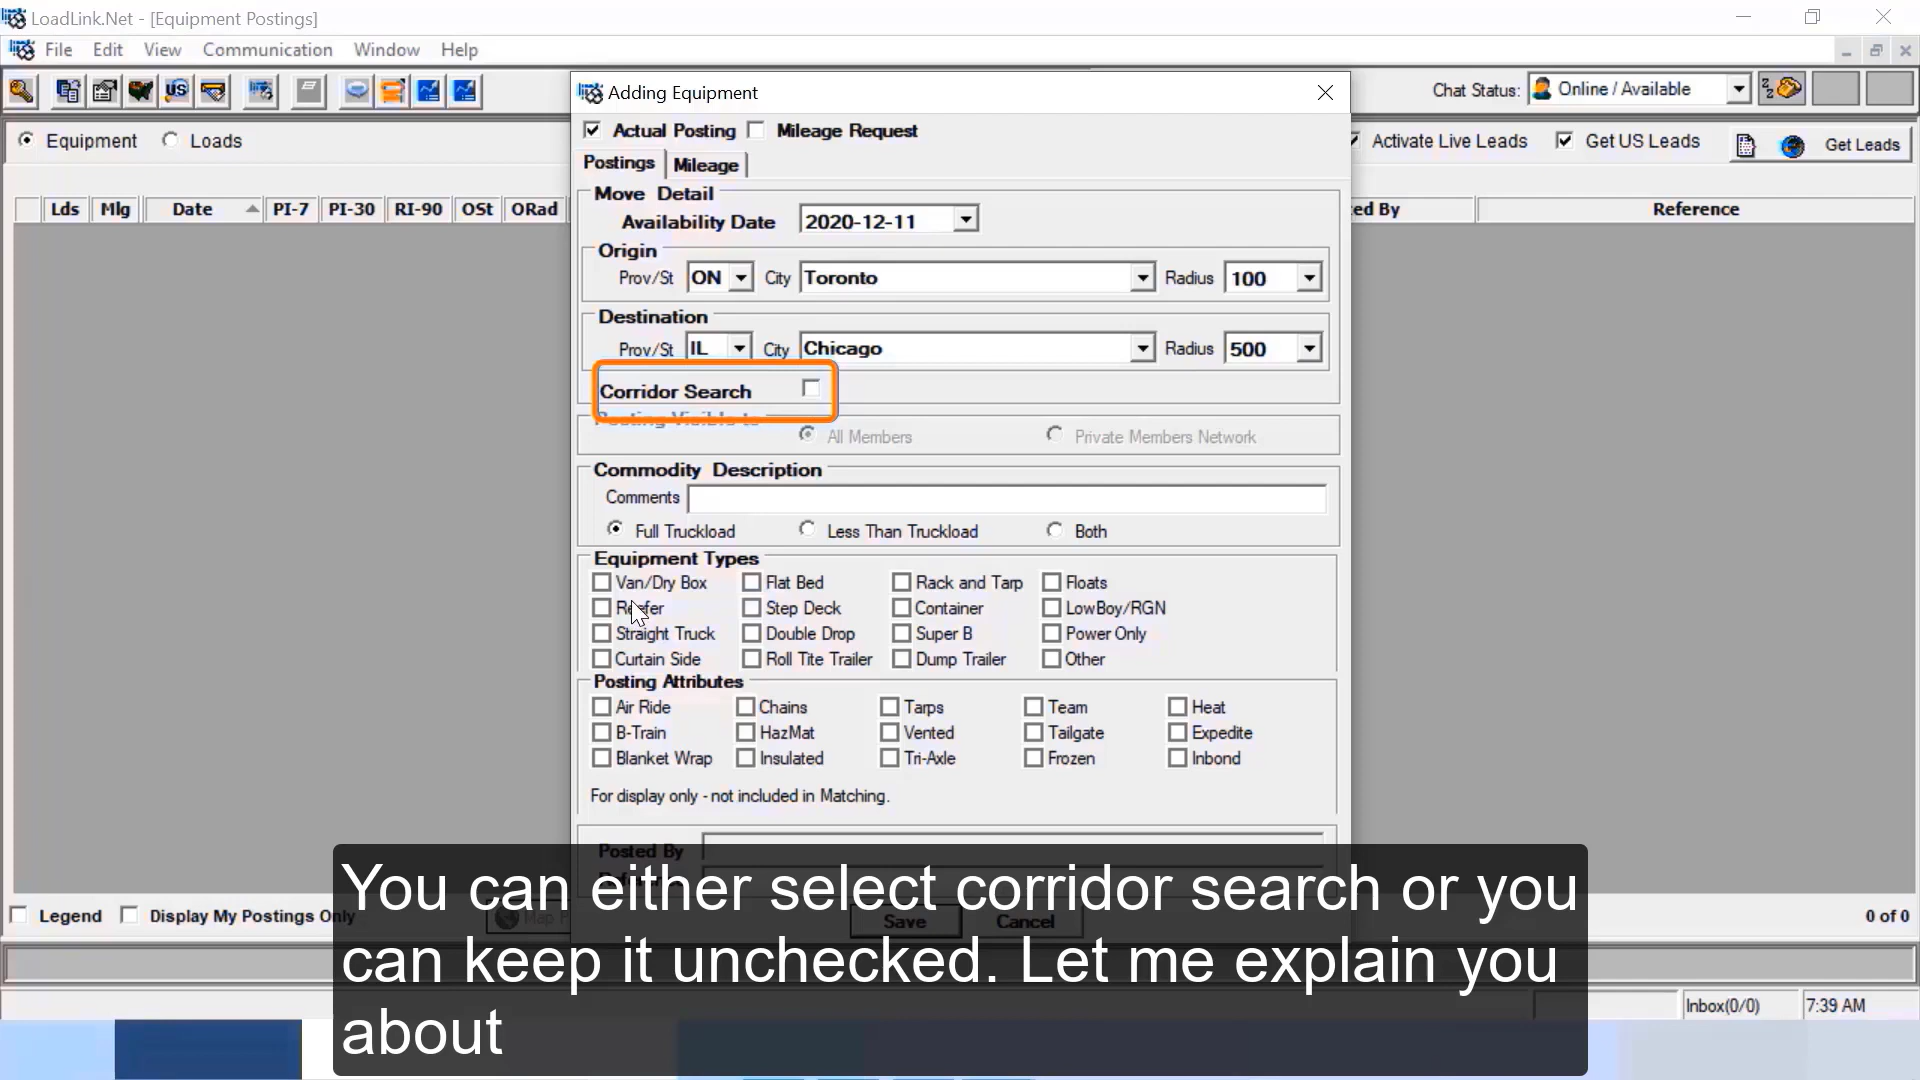 LoadLink.Net - [Equipment Postings]
File Edit View Communication Window Help
Chat Status: Online / Available
Adding Equipment
Equipment Loads
Activate Live Leads Get US Leads Get Leads
Lds Mlg Date PI-7 PI-30 RI-90 OSt ORad
ed By Reference
Actual Posting Mileage Request
Postings Mileage
Move Detail
Availability Date 2020-12-11
Origin
Prov/St ON City Toronto Radius 100
Destination
Prov/St IL City Chicago Radius 500
Corridor Search
All Members Private Members Network
Commodity Description
Comments
Full Truckload Less Than Truckload Both
Equipment Types
Van/Dry Box Flat Bed Rack and Tarp Floats
Reefer Step Deck Container LowBoy/RGN
Straight Truck Double Drop Super B Power Only
Curtain Side Roll Tite Trailer Dump Trailer Other
Posting Attributes
Air Ride Chains Tarps Team Heat
B-Train HazMat Vented Tailgate Expedite
Blanket Wrap Insulated Tri-Axle Frozen Inbond
For display only - not included in Matching.
Posted By
Save Cancel
Legend Display My Postings Only Map
0 of 0
You can either select corridor search or you
can keep it unchecked. Let me explain you
about
Inbox(0/0) 7:39 AM